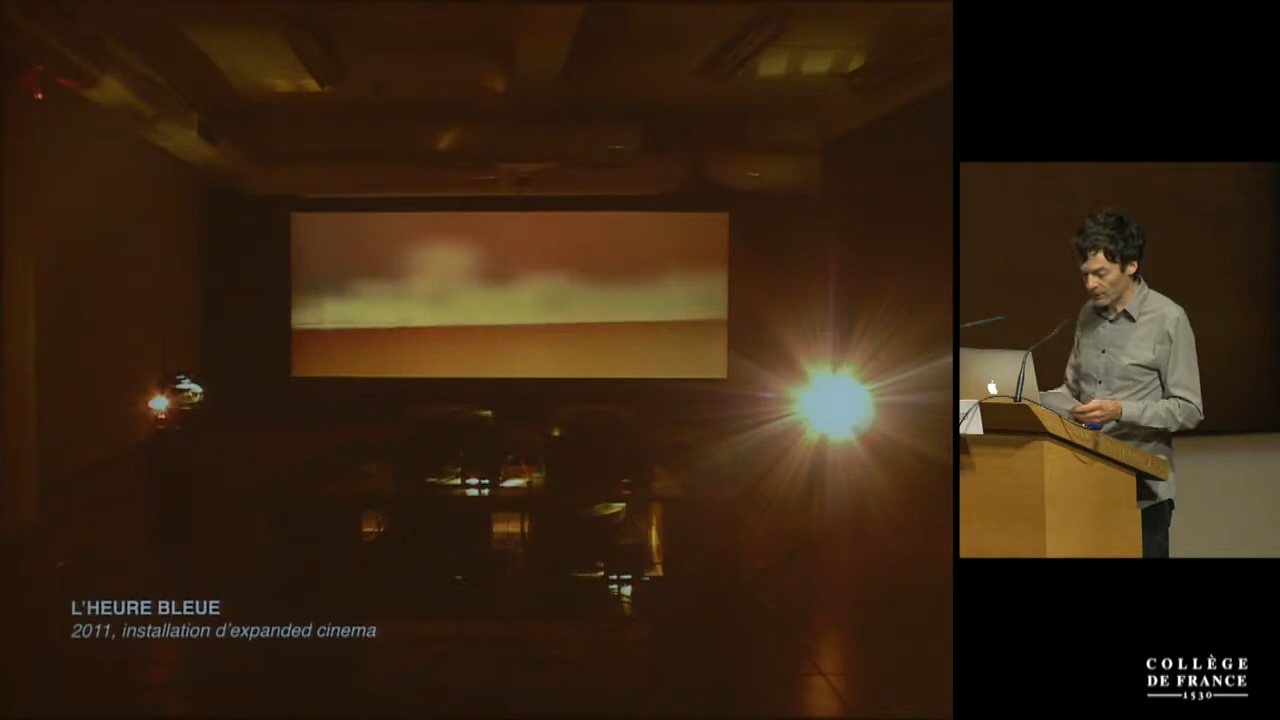 L'HEURE BLEUE
2011, installation d'expanded cinema
COLLÈGE
DE FRANCE
1530